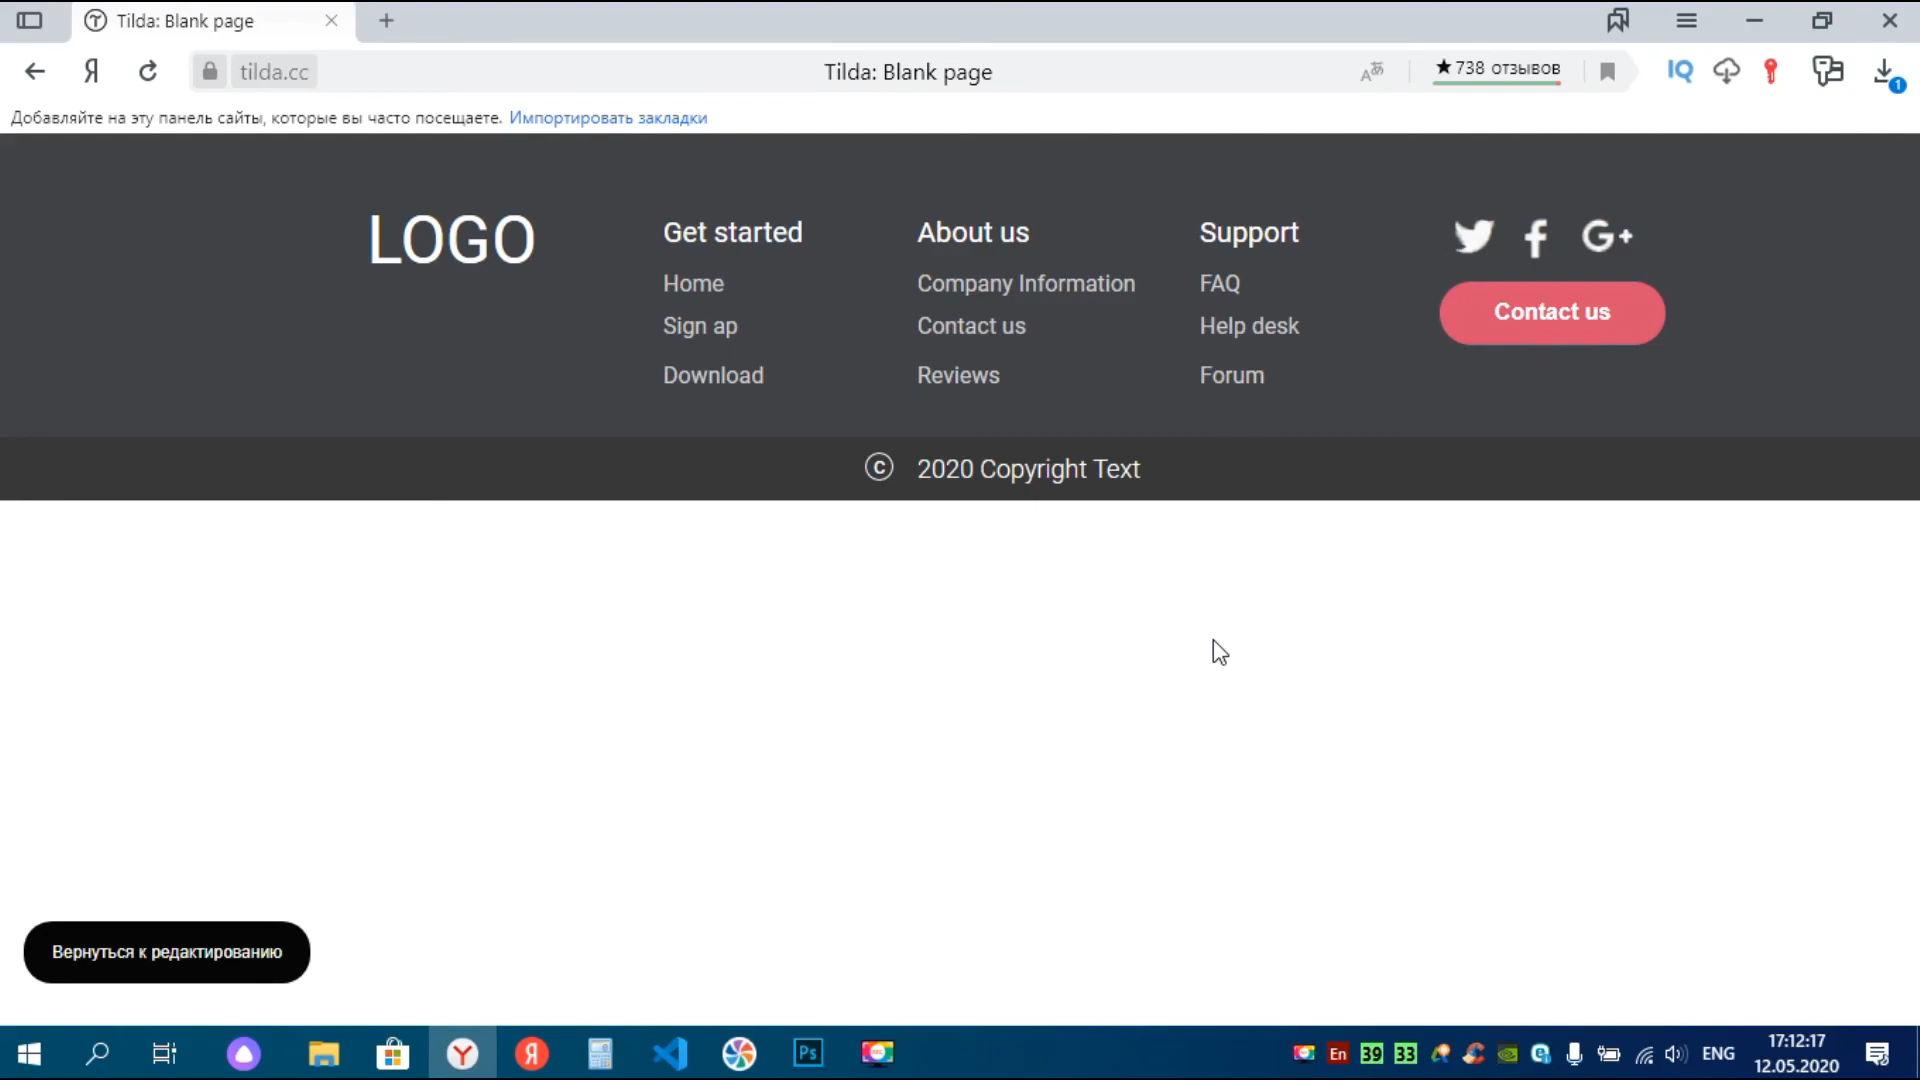 Tilda: Blank page
tilda.cc
Tilda: Blank page
★ 738 отзывов
IQ
1
Добавляйте на эту панель сайты, которые вы часто посещаете. Импортировать закладки
LOGO
Get started
Home
Sign ap
Download
About us
Company Information
Contact us
Reviews
Support
FAQ
Help desk
Forum
G+
Contact us
© 2020 Copyright Text
Вернуться к редактированию
Ps
En
39
33
ENG
17:12:17
12.05.2020